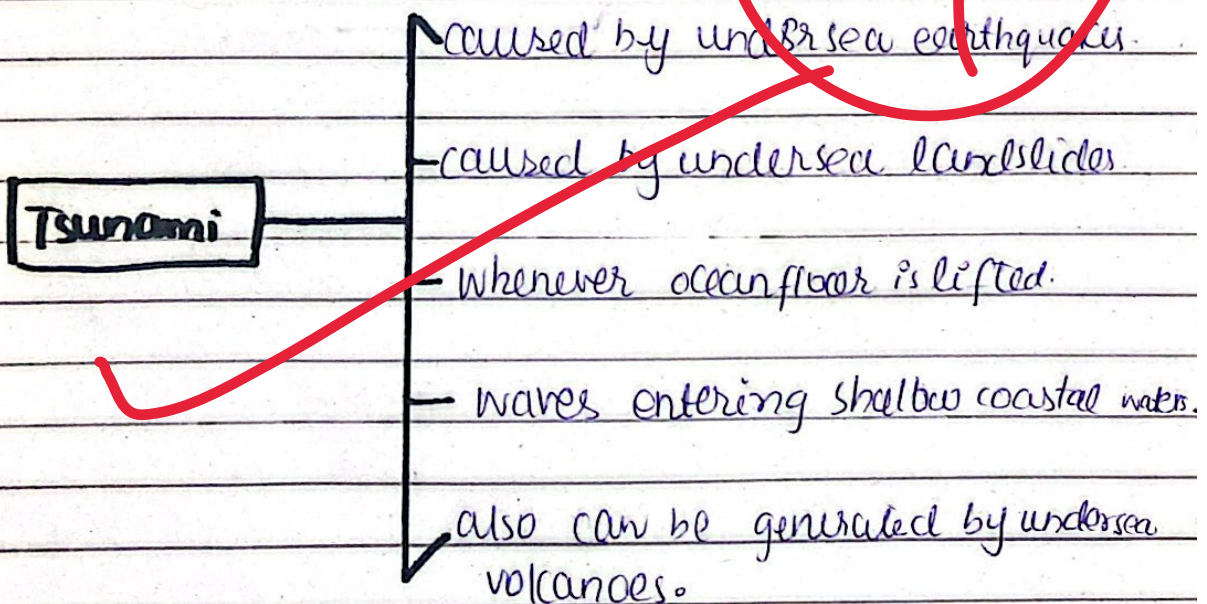 caused by undersea earthquakes.
caused by undersea landslides.
Tsunami
whenever ocean floor is lifted.
waves entering shallow coastal waters.
also can be generated by undersea
volcanoes.